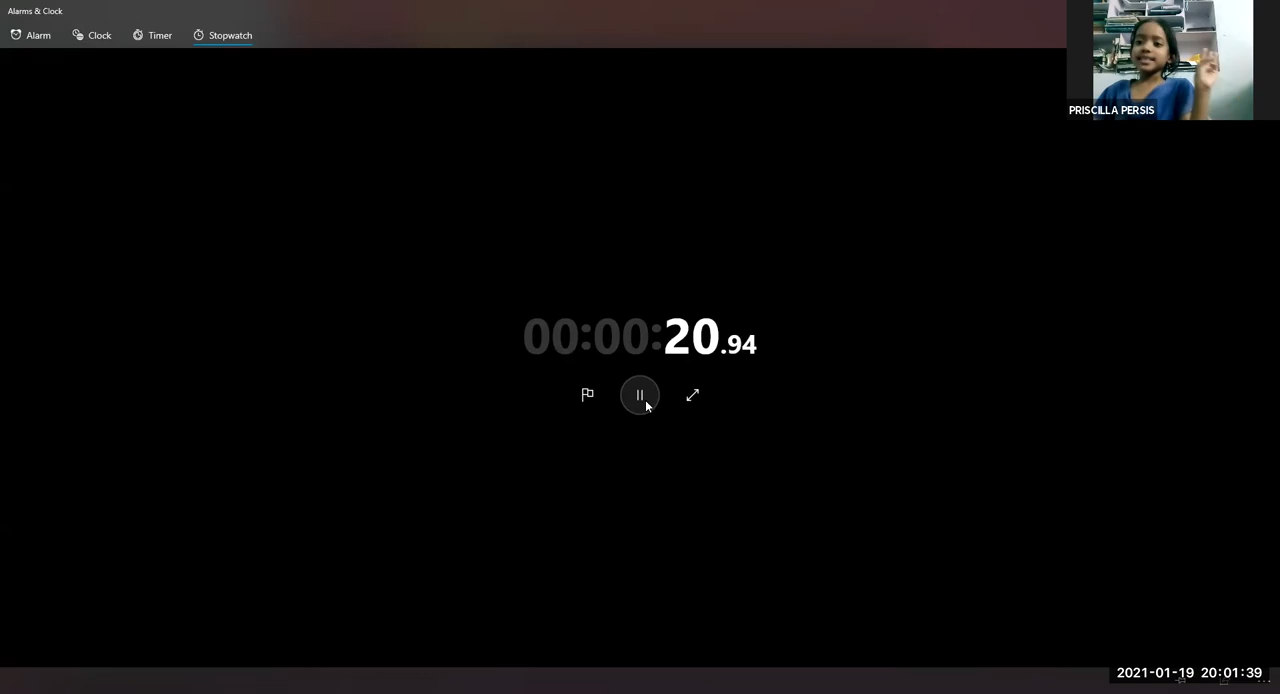 Alarms & Clock
Alarm Clock Timer Stopwatch
PRISCILLA PERSIS
00:00:20.94
2021-01-19 20:01:39